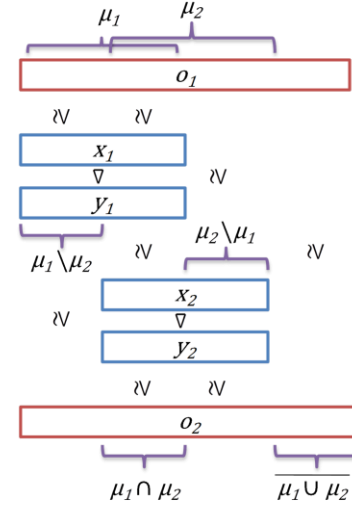 μ₁ μ₂
o₁
≀V ≀V
x₁
∇ ≀V
y₁
≀V μ₂\μ₁ ≀V
μ₁\μ₂
x₂
≀V ∇
y₂
≀V ≀V
o₂
μ₁∩ μ₂ μ₁∪ μ₂